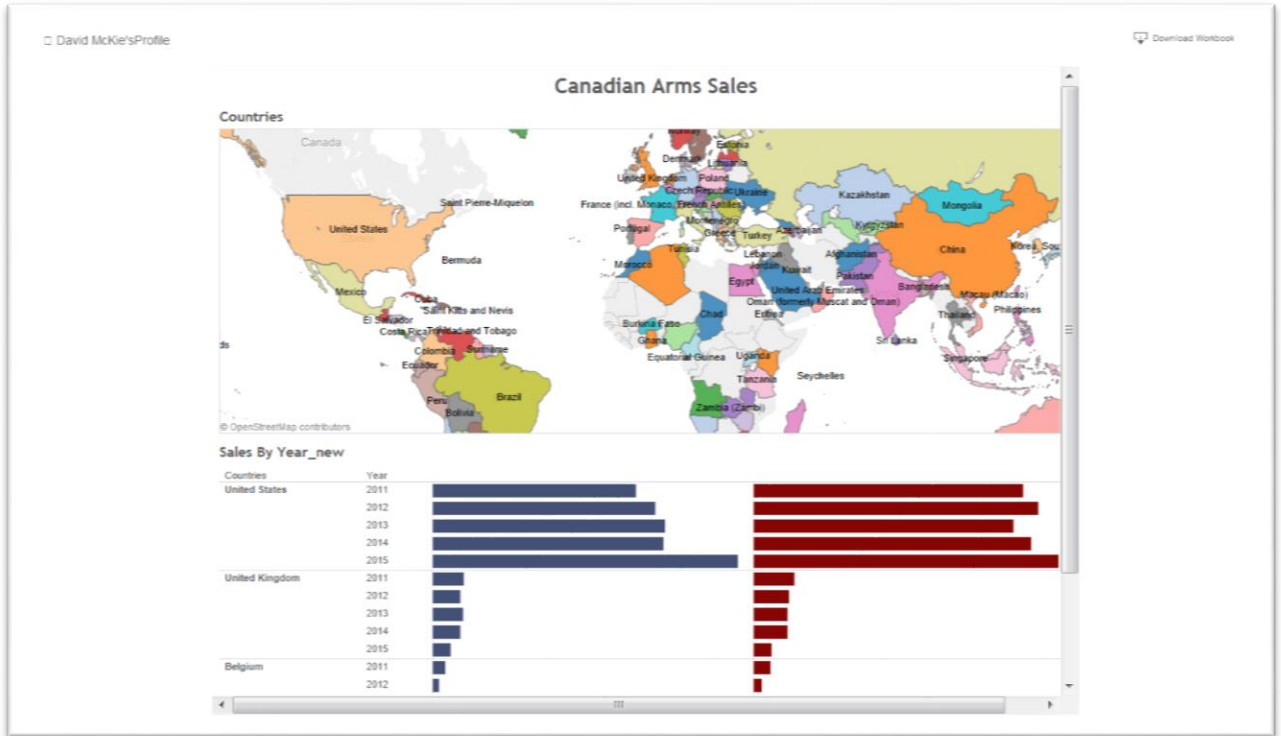 David McKie'sProfile
Download Workbook
Canadian Arms Sales
Countries
Canada
Norway
Estonia
Denmark
Lithuania
United Kingdom
Poland
Czech Republic
Ukraine
Kazakhstan
Saint Pierre-Miquelon
France (incl. Monaco, French Antilles)
Mongolia
Montenegro
United States
Portugal
Greece
Turkey
Azerbaijan
Kyrgyzstan
Tunisia
China
Korea, Sou
Bermuda
Morocco
Lebanon
Jordan
Kuwait
Afghanistan
Pakistan
Mexico
Egypt
United Arab Emirates
Bangladesh
Macau (Macao)
Cuba
Oman (formerly Muscat and Oman)
Saint Kitts and Nevis
El Salvador
Chad
Eritrea
Thailand
Philippines
Burkina Faso
Costa Rica
Trinidad and Tobago
Ghana
Sri Lanka
ds
Colombia
Suriname
Equatorial Guinea
Uganda
Singapore
Ecuador
Tanzania
Seychelles
Peru
Brazil
Zambia (Zambi)
Bolivia
© OpenStreetMap contributors
Sales By Year_new
Countries Year
United States 2011
2012
2013
2014
2015
United Kingdom 2011
2012
2013
2014
2015
Belgium 2011
2012